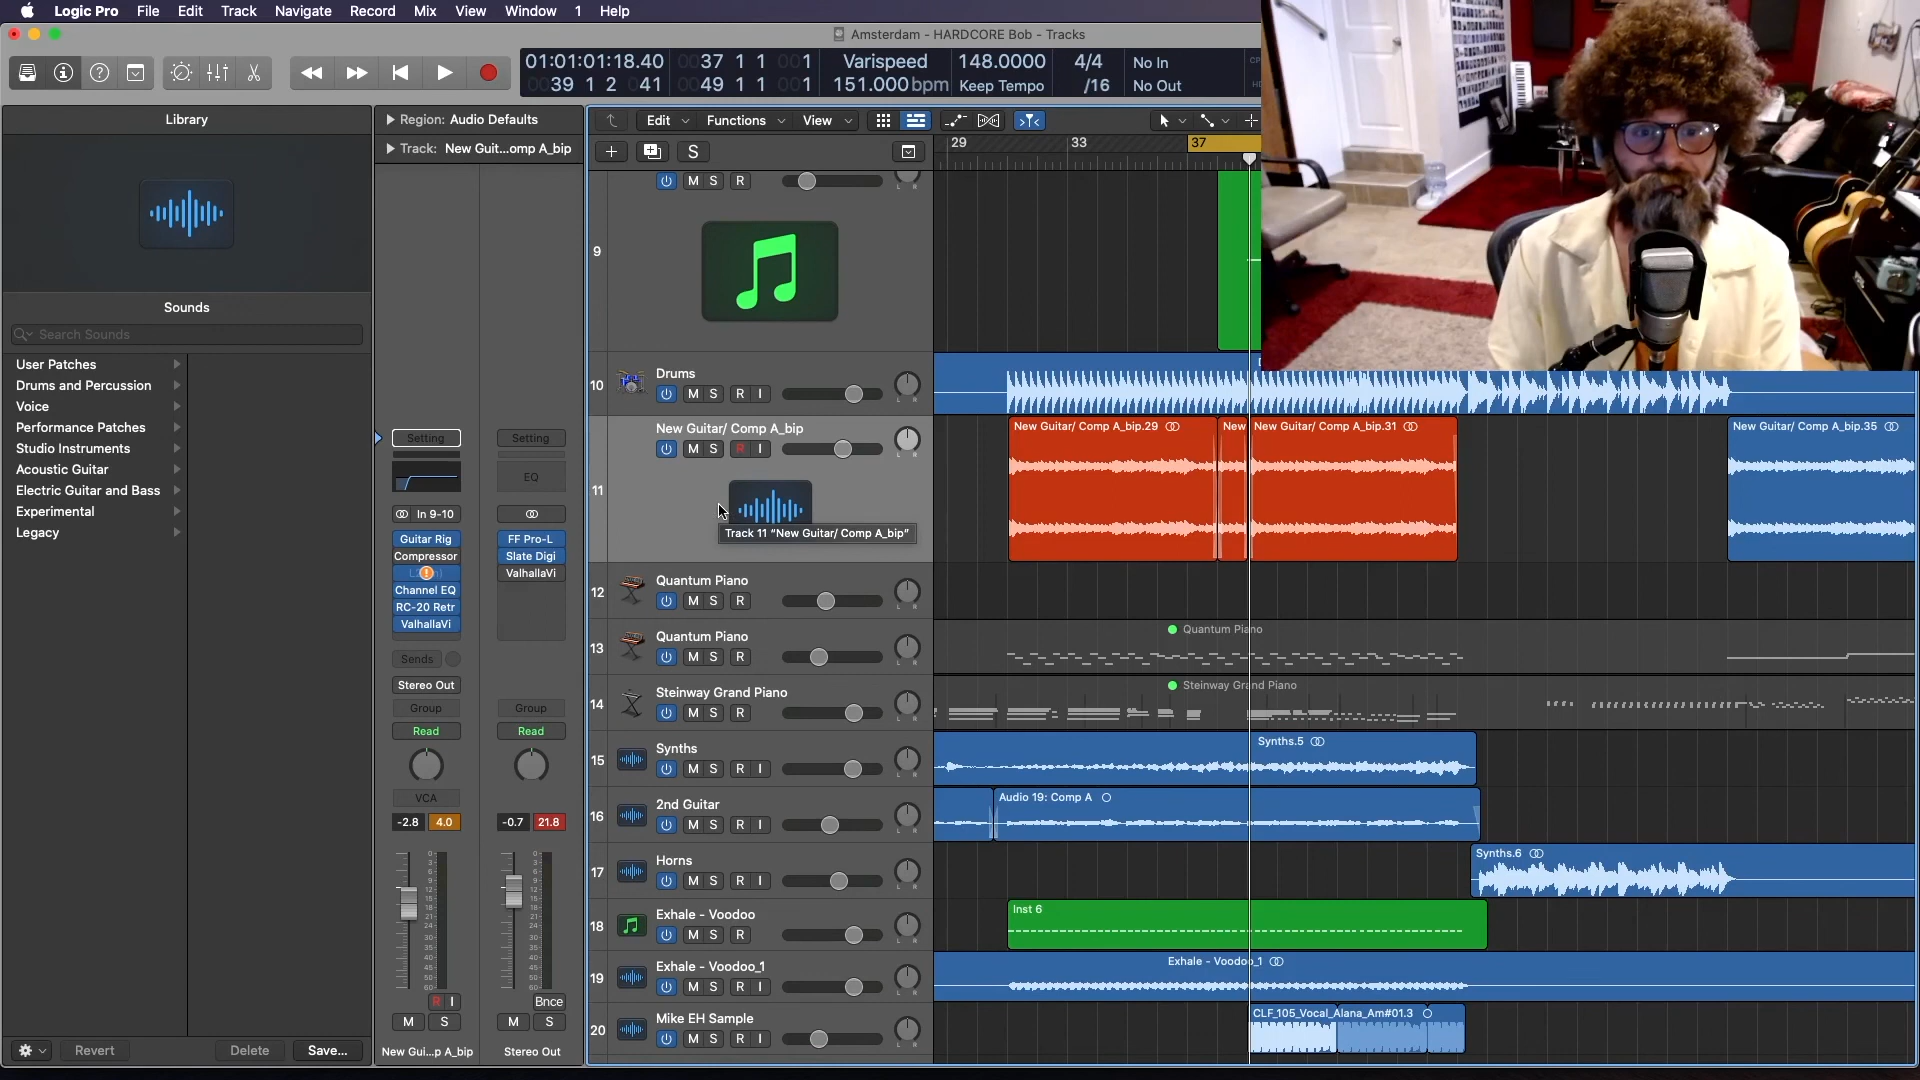 Logic Pro File Edit Track Navigate Record Mix View Window 1 Help
Amsterdam - HARDCORE Bob - Tracks
01:01:01:18.40 0037 1 1 001 Varispeed 148.0000 4/4 No In
0039 1 2 041 0049 1 1 001 151.000bpm Keep Tempo /16 No Out
Library
Sounds
Search Sounds
User Patches
Drums and Percussion
Voice
Performance Patches
Studio Instruments
Acoustic Guitar
Electric Guitar and Bass
Experimental
Legacy
Revert Delete Save...
Region: Audio Defaults
Track: New Guit...omp A_bip
Setting Setting
EQ
In 9-10
Guitar Rig FF Pro-L
Compressor Slate Digi
ValhallaVi
Channel EQ
RC-20 Retr
ValhallaVi
Sends
Stereo Out
Group Group
Read Read
VCA
-2.8 4.0 -0.7 21.8
R I Bnce
M S M S
New Gui...p A_bip Stereo Out
Edit Functions View
S
29 33 37
M S R
9
10 Drums
M S R I
11 New Guitar/ Comp A_bip
M S R I
Track 11 "New Guitar/ Comp A_bip"
New Guitar/ Comp A_bip.29 New New Guitar/ Comp A_bip.31 New Guitar/ Comp A_bip.35
12 Quantum Piano
M S R
13 Quantum Piano
M S R
Quantum Piano
14 Steinway Grand Piano
M S R
Steinway Grand Piano
15 Synths
M S R I
Synths.5
16 2nd Guitar
M S R I
Audio 19: Comp A
17 Horns
M S R I
Synths.6
18 Exhale - Voodoo
M S R
Inst 6
19 Exhale - Voodoo_1
M S R I
Exhale - Voodoo_1
20 Mike EH Sample
M S R I
CLF_105_Vocal_Alana_Am#01.3